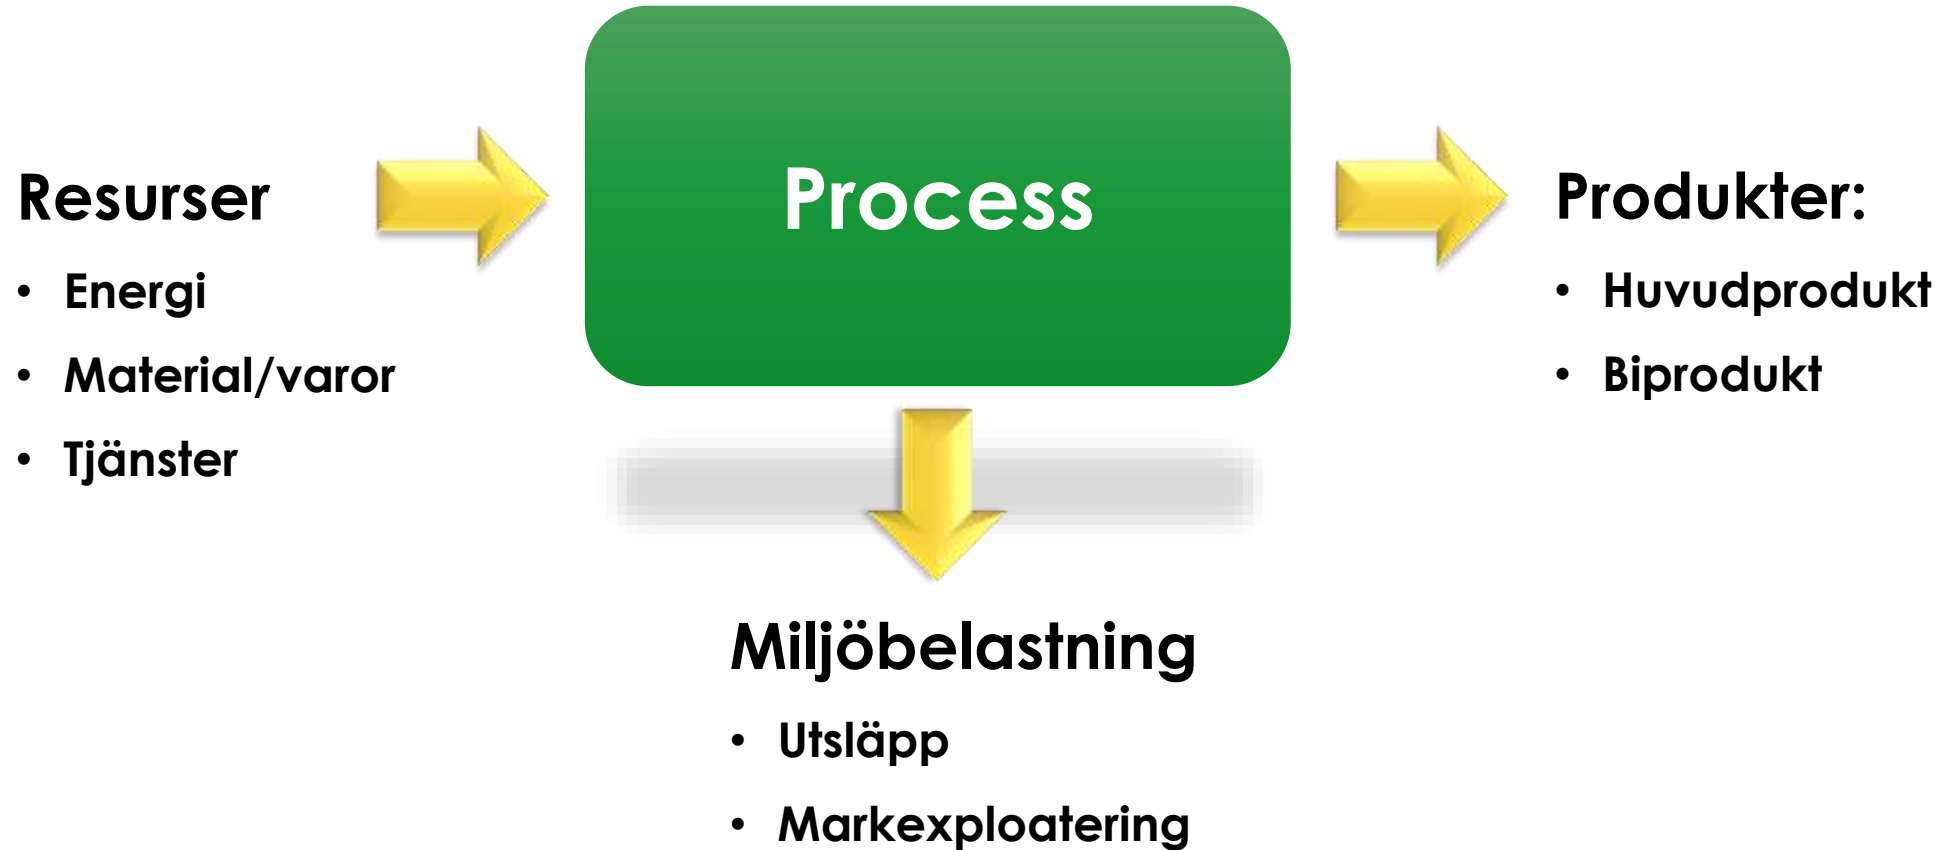 Resurser
• Energi
• Material/varor
• Tjänster
Process
Produkter:
• Huvudprodukt
• Biprodukt
Miljöbelastning
• Utsläpp
• Markexploatering